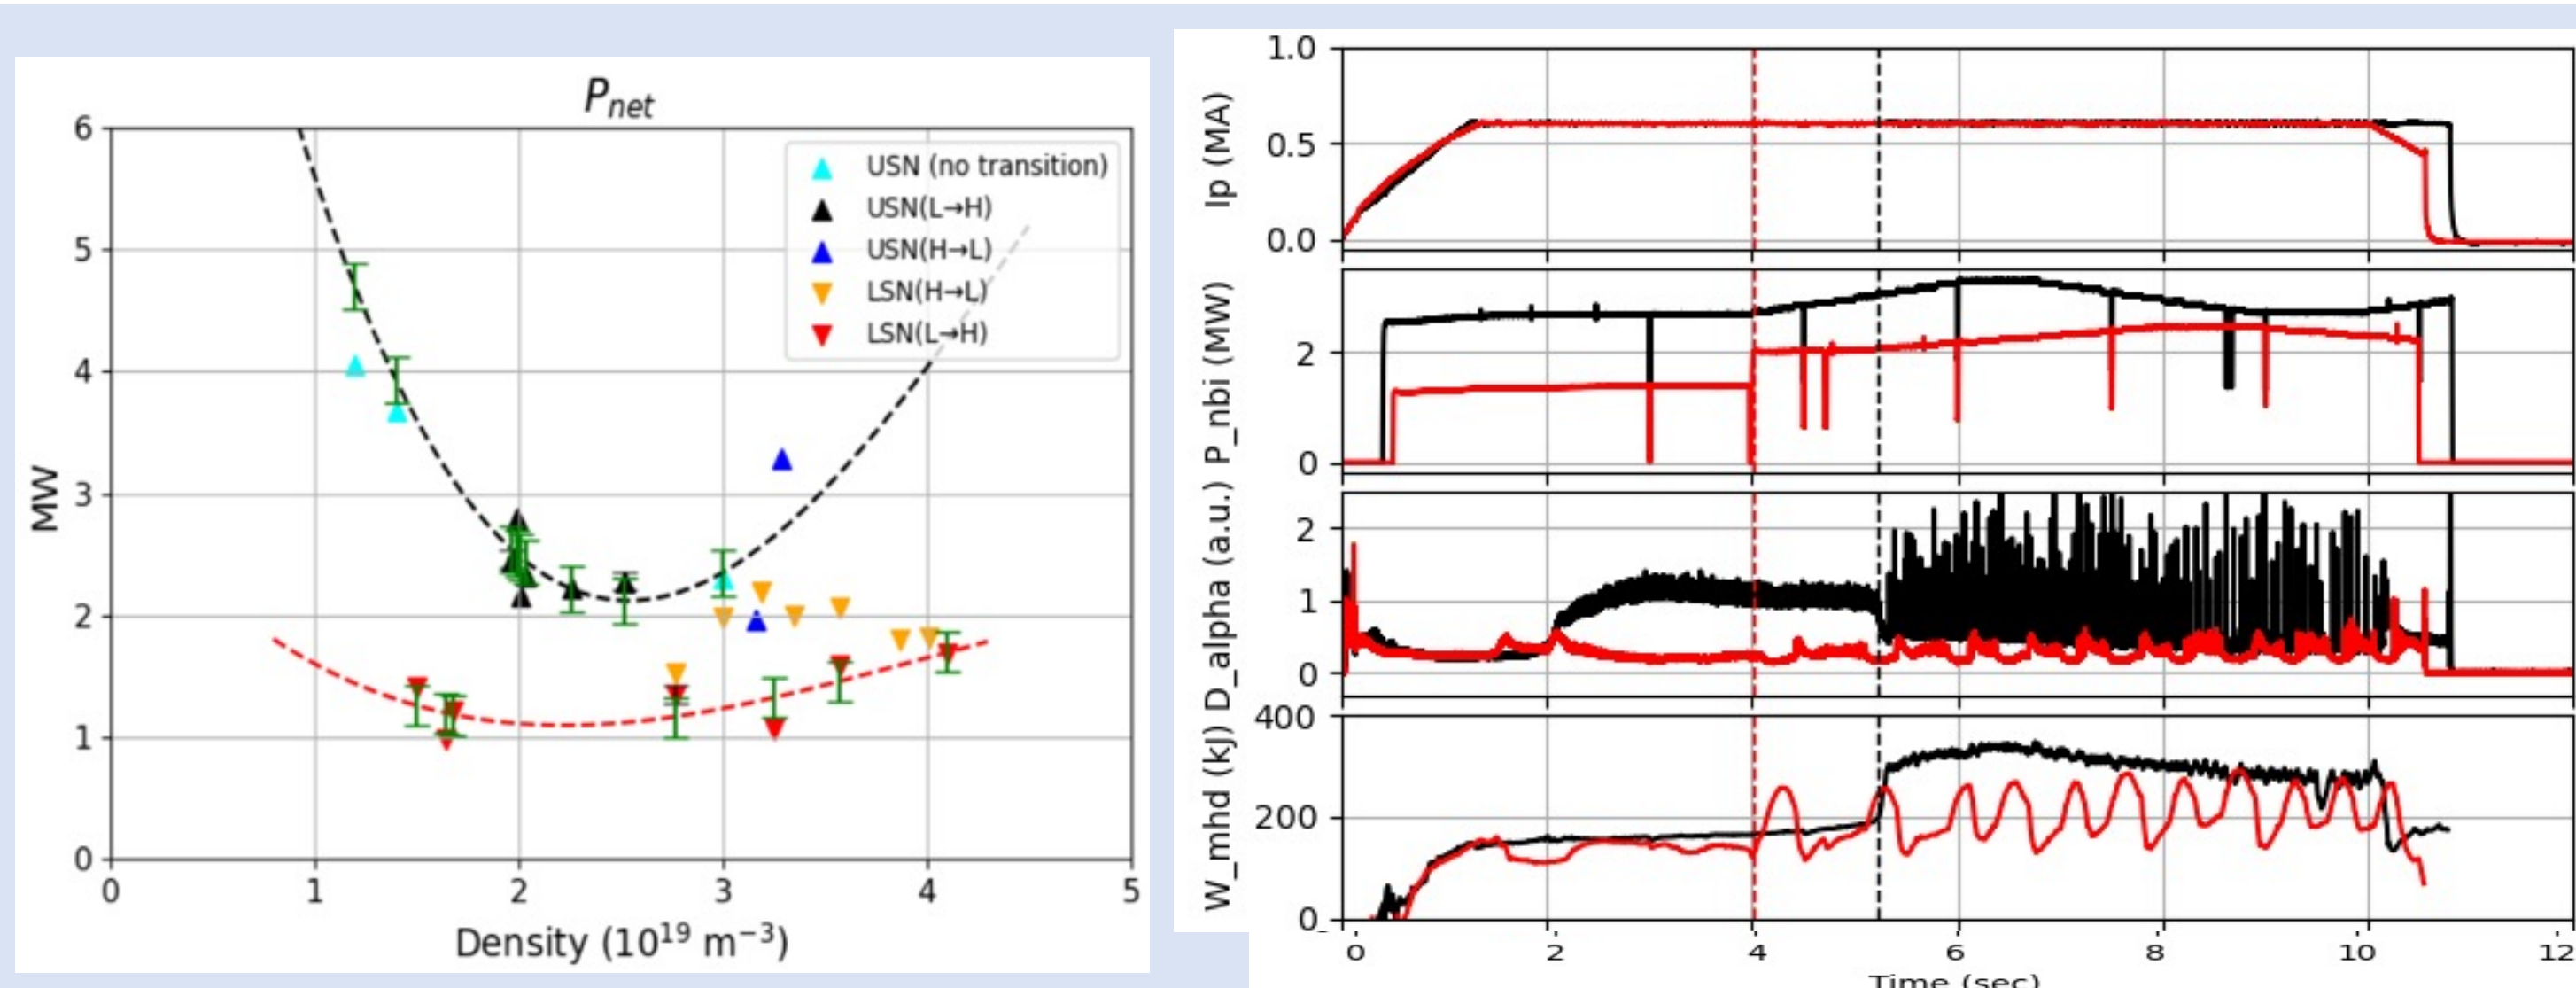 P_net
6
5
4
3
2
1
0
MW
0 1 2 3 4 5
Density (10^19 m^−3)
USN (no transition)
USN(L→H)
USN(H→L)
LSN(H→L)
LSN(L→H)
1.0
0.5
0.0
Ip (MA)
2
0
P_nbi (MW)
2
1
0
D_alpha (a.u.)
400
200
0
W_mhd (kJ)
0 2 4 6 8 10 12
Time (sec)